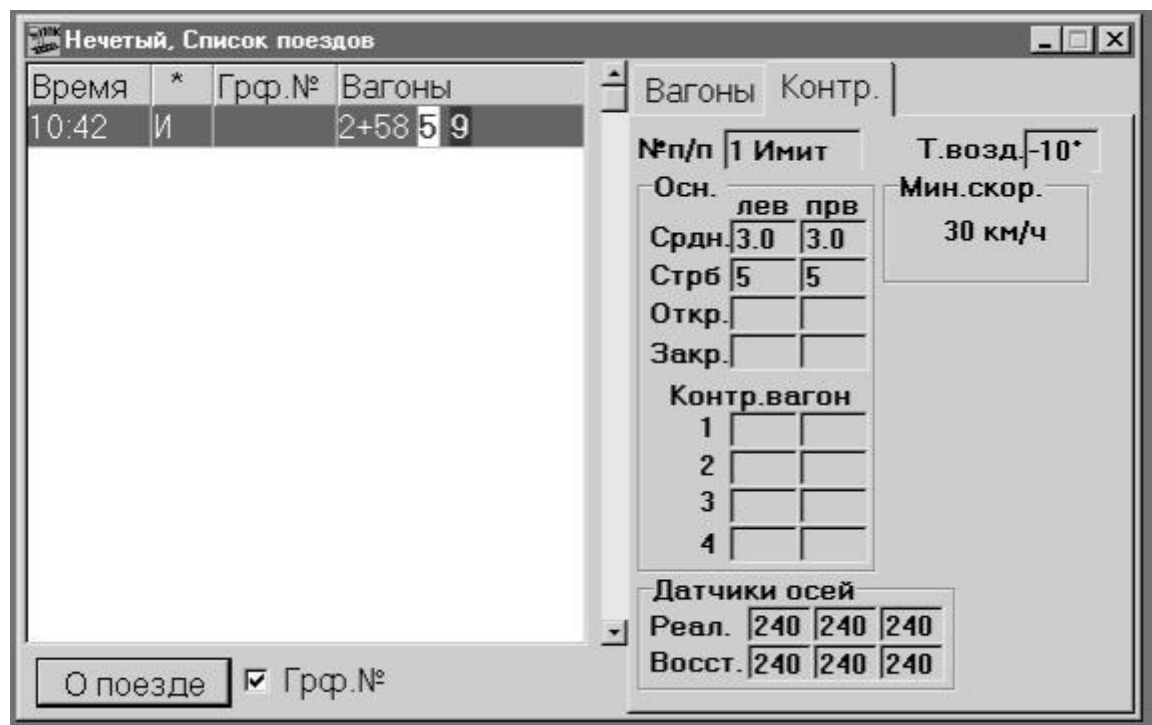 Нечетый, Список поездов
Время * Грф.№ Вагоны
10:42 И 2+58 5 9
Вагоны Контр.
№п/п 1 Имит Т.возд. -10°
Осн. Мин.скор.
лев прв
Срдн. 3.0 3.0 30 км/ч
Стрб 5 5
Откр.
Закр.
Контр.вагон
1
2
3
4
Датчики осей
Реал. 240 240 240
Восст. 240 240 240
О поезде Грф.№